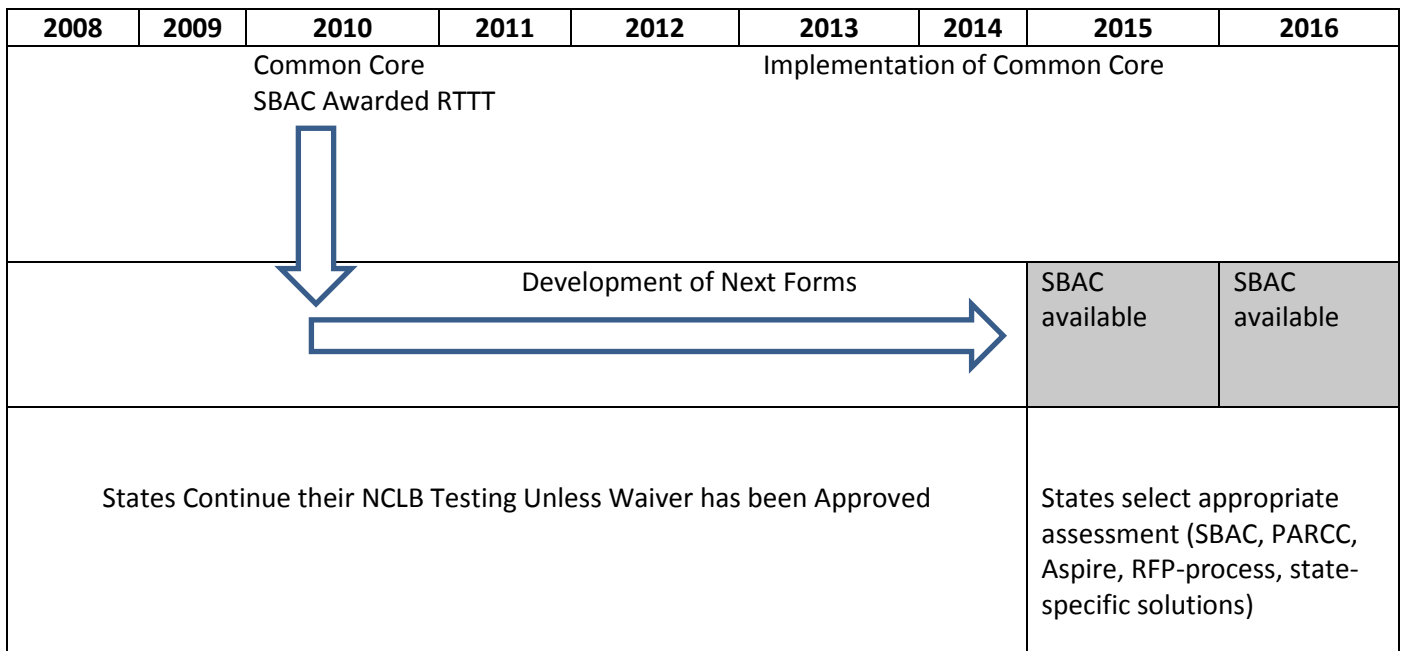 2008 2009 2010 2011 2012 2013 2014 2015 2016
Common Core
SBAC Awarded RTTT
Implementation of Common Core
Development of Next Forms
SBAC
available
SBAC
available
States Continue their NCLB Testing Unless Waiver has been Approved
States select appropriate
assessment (SBAC, PARCC,
Aspire, RFP-process, state-
specific solutions)